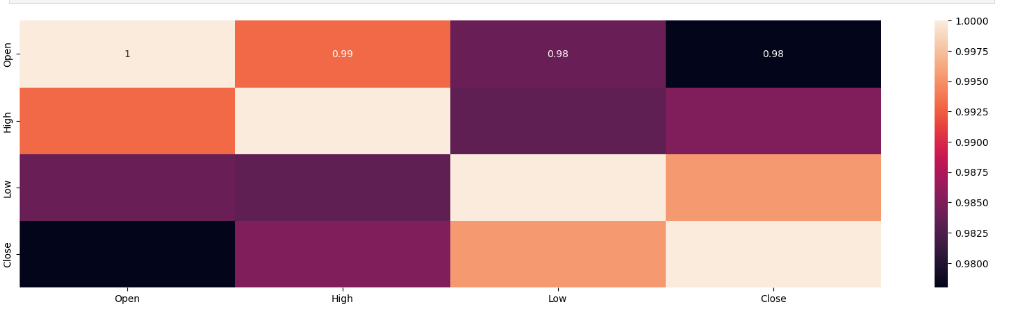 Open 1 0.99 0.98 0.98
High
Low
Close
Open High Low Close
1.0000
0.9975
0.9950
0.9925
0.9900
0.9875
0.9850
0.9825
0.9800